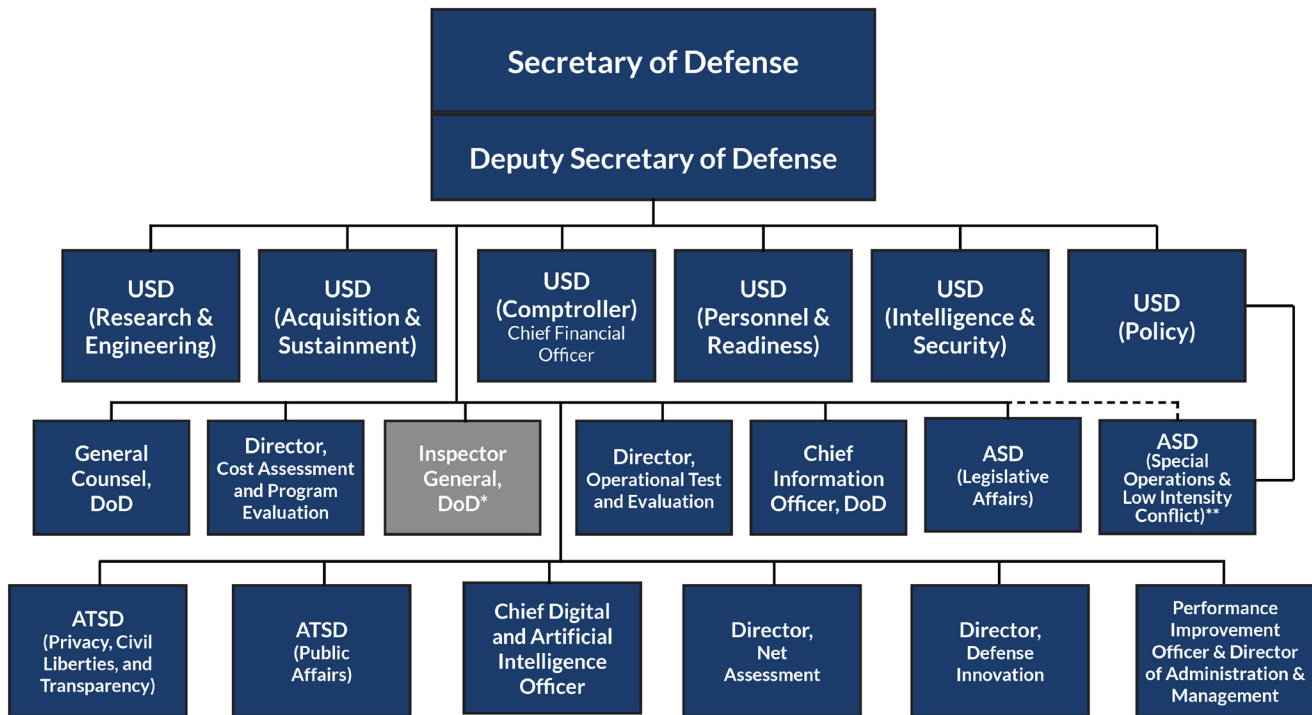 Secretary of Defense
Deputy Secretary of Defense
USD
(Research &
Engineering)
USD
(Acquisition &
Sustainment)
USD
(Comptroller)
Chief Financial
Officer
USD
(Personnel &
Readiness)
USD
(Intelligence &
Security)
USD
(Policy)
General
Counsel,
DoD
Director,
Cost Assessment
and Program
Evaluation
Inspector
General,
DoD*
Director,
Operational Test
and Evaluation
Chief
Information
Officer, DoD
ASD
(Legislative
Affairs)
ASD
(Special
Operations &
Low Intensity
Conflict)**
ATSD
(Privacy, Civil
Liberties, and
Transparency)
ATSD
(Public
Affairs)
Chief Digital
and Artificial
Intelligence
Officer
Director,
Net
Assessment
Director,
Defense
Innovation
Performance
Improvement
Officer & Director
of Administration &
Management